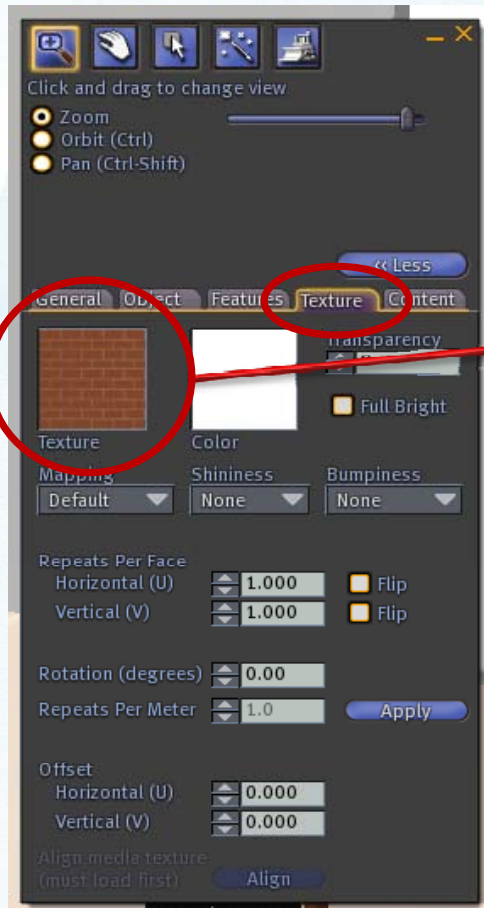 Click and drag to change view
Zoom
Orbit (Ctrl)
Pan (Ctrl-Shift)
<< Less
General Object Features Texture Content
Transparency
Full Bright
Texture Color
Mapping Shininess Bumpiness
Default None None
Repeats Per Face
Horizontal (U) 1.000 Flip
Vertical (V) 1.000 Flip
Rotation (degrees) 0.00
Repeats Per Meter 1.0 Apply
Offset
Horizontal (U) 0.000
Vertical (V) 0.000
Align media texture
(must load first) Align